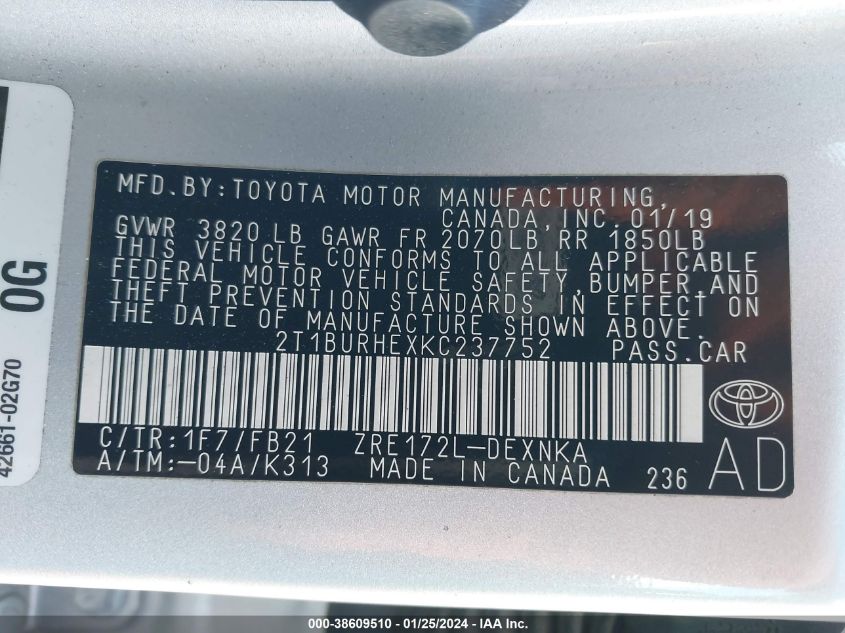 MFD.BY:TOYOTA MOTOR MANUFACTURING,
CANADA,INC.01/19
GVWR 3820LB GAWR FR 2070LB RR 1850LB
THIS VEHICLE CONFORMS TO ALL APPLICABLE
FEDERAL MOTOR VEHICLE SAFETY,BUMPER,AND
THEFT PREVENTION STANDARDS IN EFFECT ON
THE DATE OF MANUFACTURE SHOWN ABOVE.
2T1BURHEXKC237752 PASS.CAR
C/TR:1F7/FB21 ZRE172L-DEXNKA
A/TM:-04A/K313 MADE IN CANADA 236
AD
0G
42661-02G70
000-38609510 - 01/25/2024 - IAA Inc.